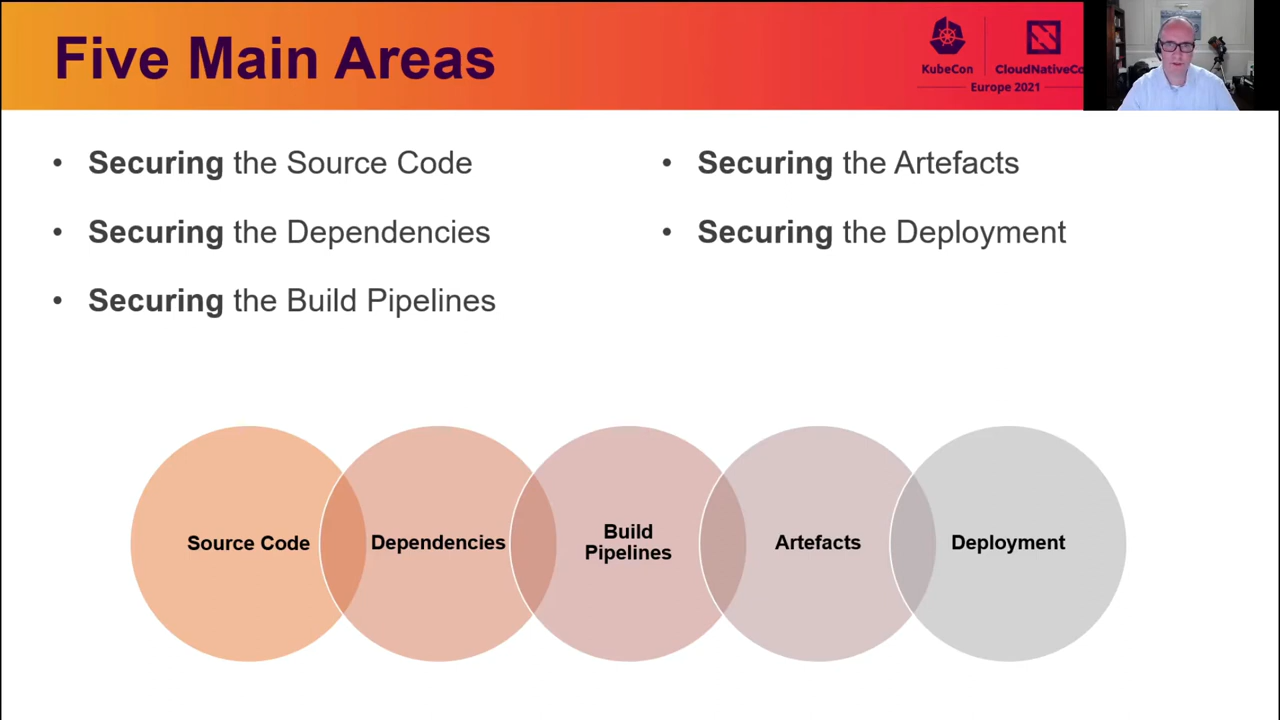 Five Main Areas
KubeCon
CloudNativeCo
Europe 2021
• Securing the Source Code
• Securing the Dependencies
• Securing the Build Pipelines
• Securing the Artefacts
• Securing the Deployment
Source Code
Dependencies
Build
Pipelines
Artefacts
Deployment